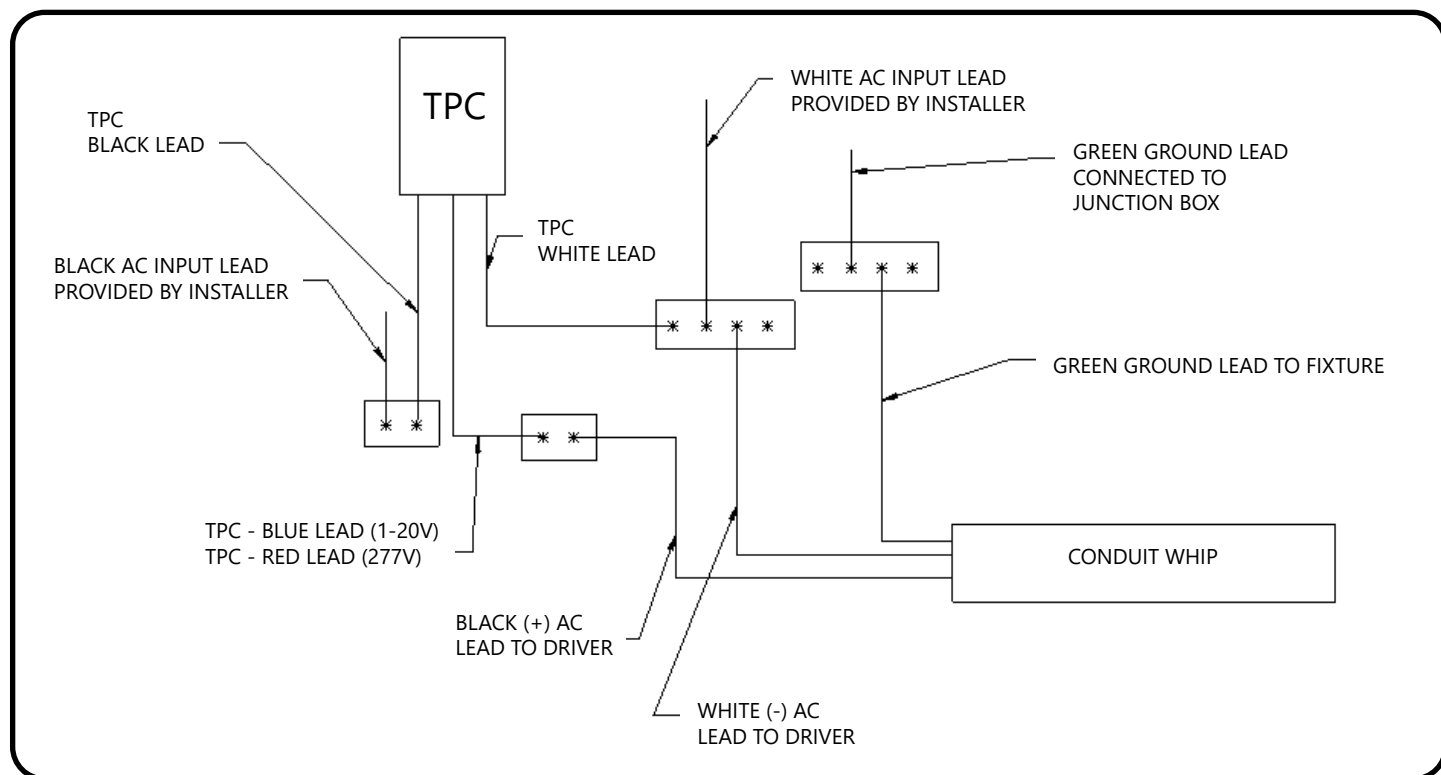 TPC
WHITE AC INPUT LEAD
PROVIDED BY INSTALLER
TPC
BLACK LEAD
GREEN GROUND LEAD
CONNECTED TO
JUNCTION BOX
TPC
WHITE LEAD
BLACK AC INPUT LEAD
PROVIDED BY INSTALLER
GREEN GROUND LEAD TO FIXTURE
TPC - BLUE LEAD (1-20V)
TPC - RED LEAD (277V)
CONDUIT WHIP
BLACK (+) AC
LEAD TO DRIVER
WHITE (-) AC
LEAD TO DRIVER